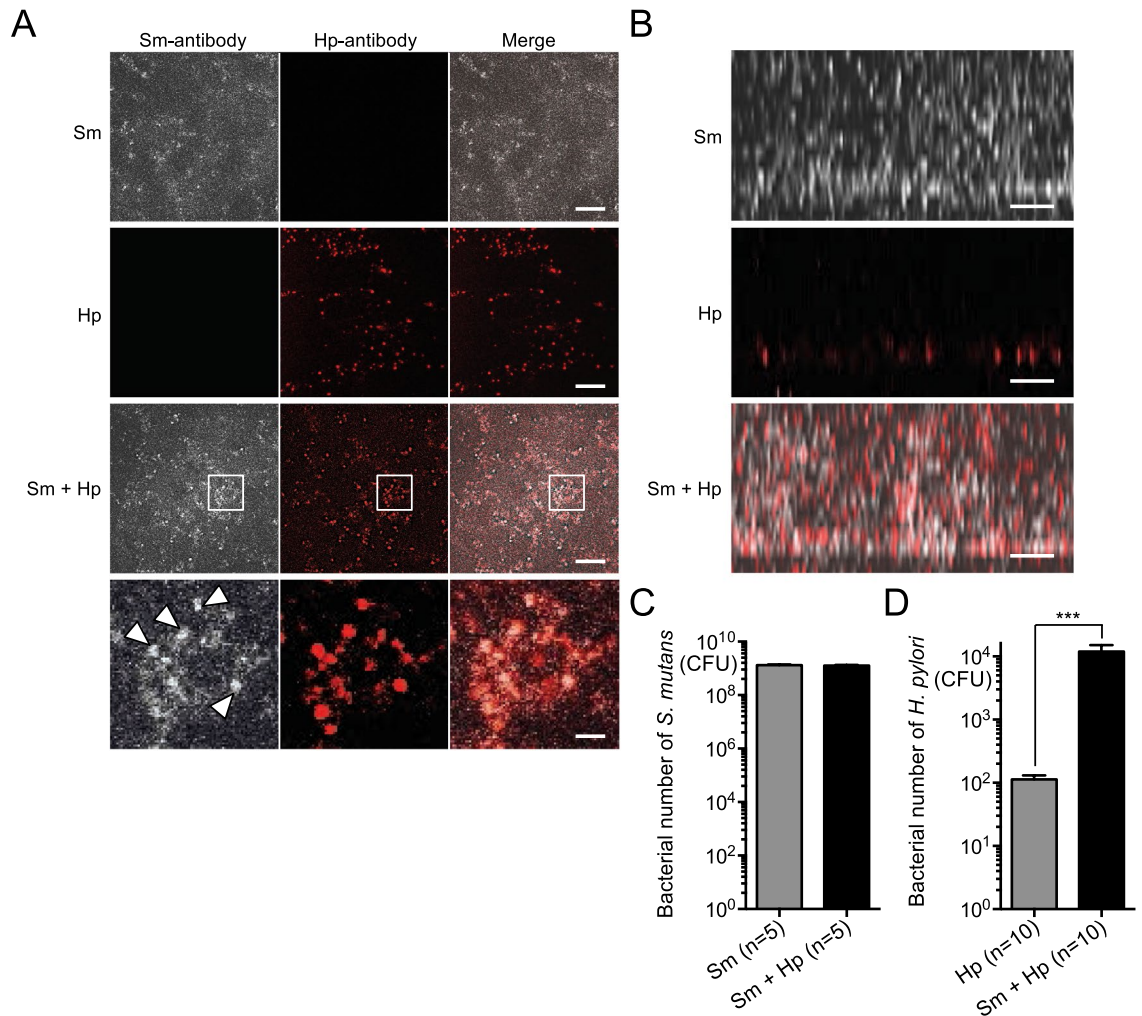 A
Sm-antibody Hp-antibody Merge
Sm
Hp
Sm + Hp
B
Sm
Hp
Sm + Hp
C
Bacterial number of S. mutans
(CFU)
10^10
10^8
10^6
10^4
10^2
10^0
Sm (n=5)
Sm + Hp (n=5)
D
Bacterial number of H. pylori
(CFU)
10^4
10^3
10^2
10^1
10^0
***
Hp (n=10)
Sm + Hp (n=10)